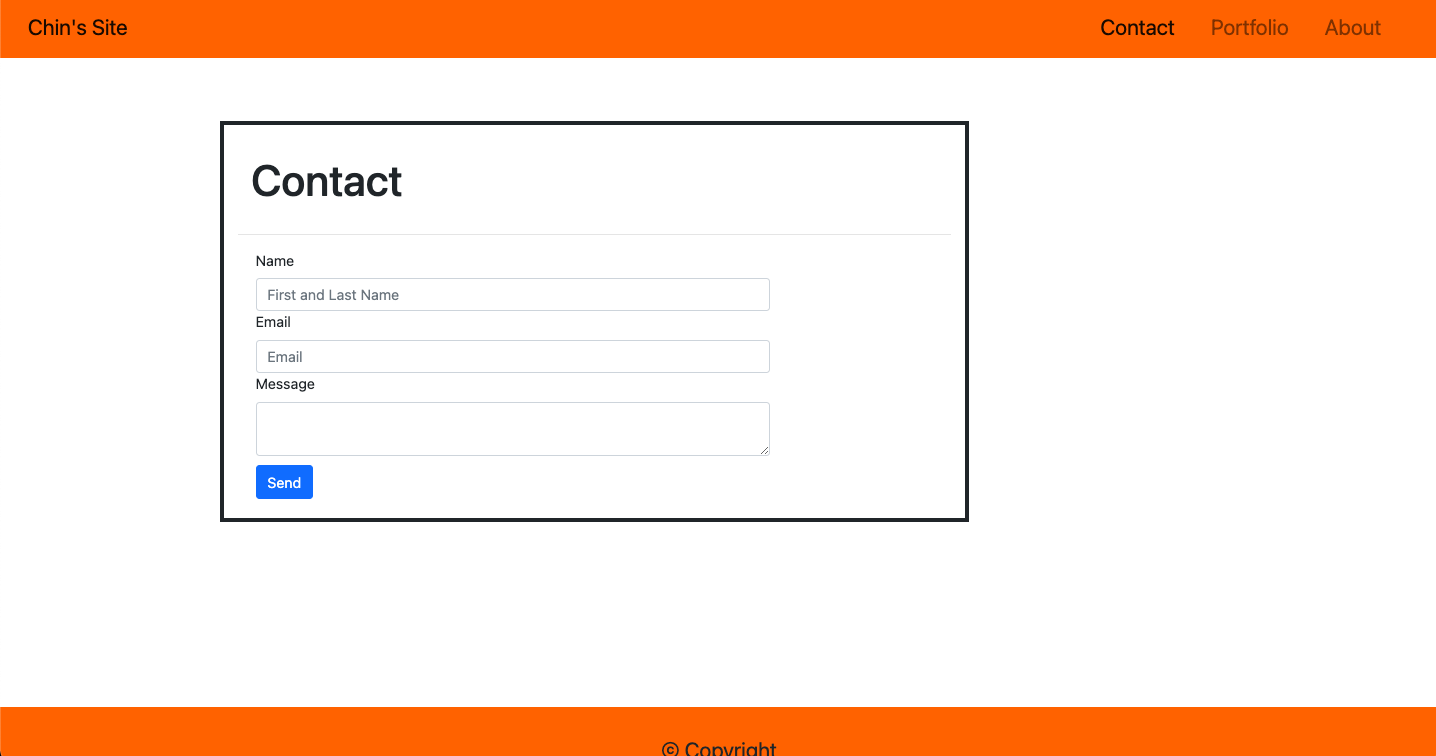 Chin's Site Contact Portfolio About
Contact
Name
First and Last Name
Email
Email
Message
Send
© Copyright